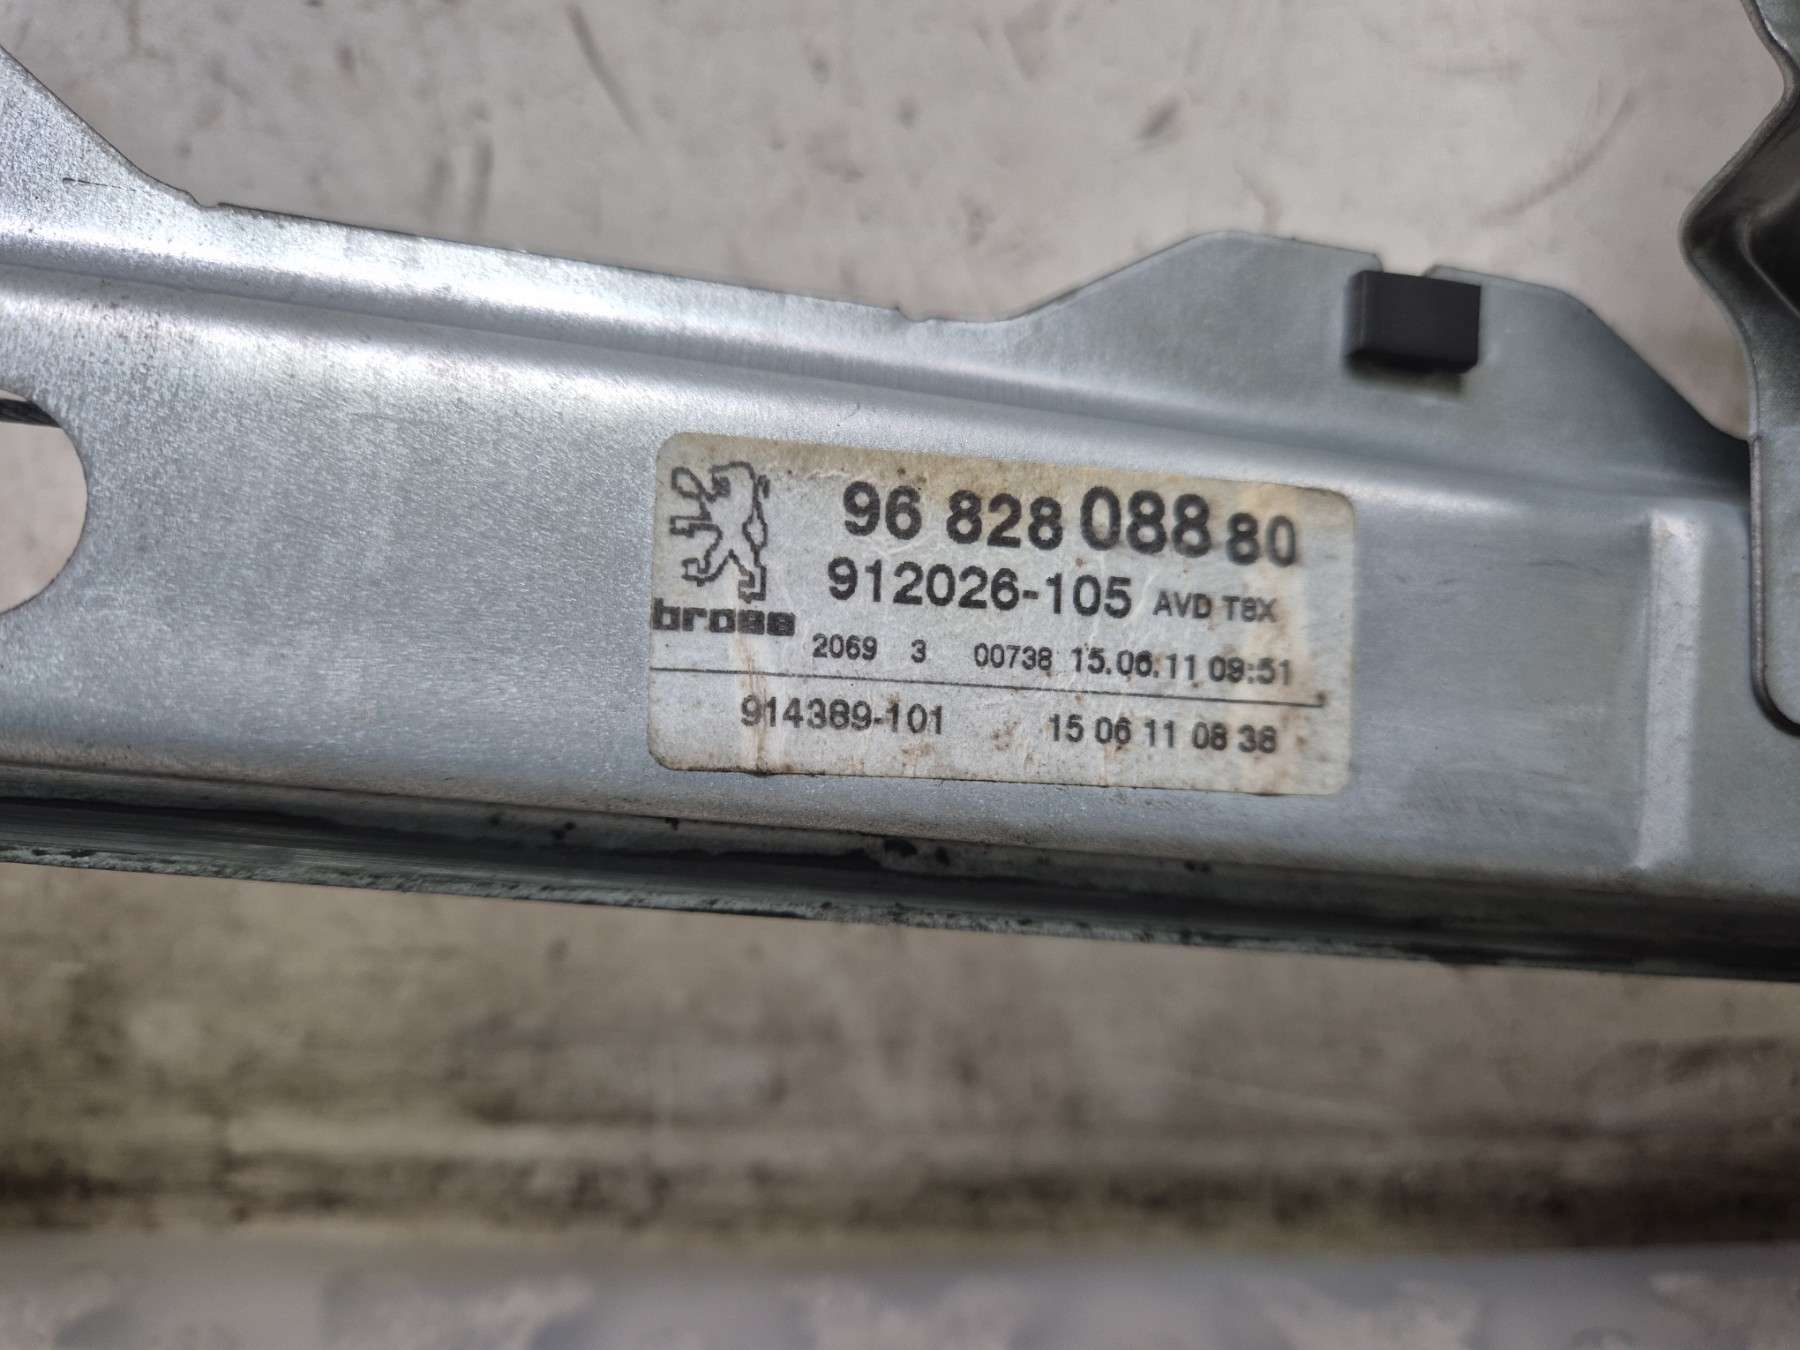 96 828 088 80
912026-105 AVD T8X
brose
2069 3 00738 15.06.11 09:51
914389-101 15 06 11 08 38